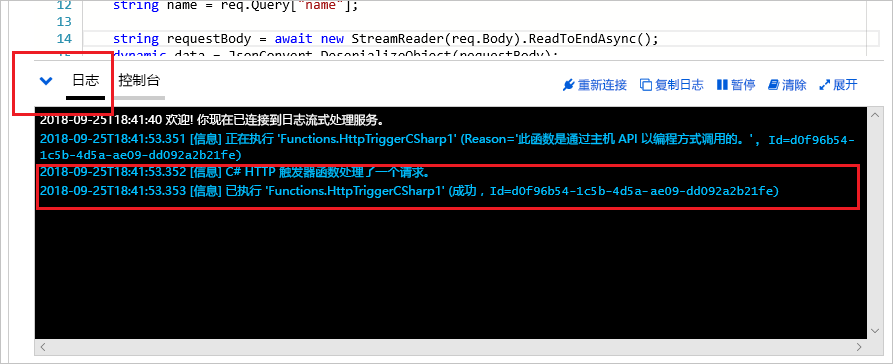 12 string name = req.Query["name"];
13
14 string requestBody = await new StreamReader(req.Body).ReadToEndAsync();
15 dynamic data = JsonConvert.DeserializeObject(requestBody);
日志 控制台 重新连接 复制日志 暂停 清除 展开
2018-09-25T18:41:40 欢迎! 你现在已连接到日志流式处理服务。
2018-09-25T18:41:53.351 [信息] 正在执行 'Functions.HttpTriggerCSharp1' (Reason='此函数是通过主机 API 以编程方式调用的。', Id=d0f96b54-
1c5b-4d5a-ae09-dd092a2b21fe)
2018-09-25T18:41:53.352 [信息] C# HTTP 触发器函数处理了一个请求。
2018-09-25T18:41:53.353 [信息] 已执行 'Functions.HttpTriggerCSharp1' (成功，Id=d0f96b54-1c5b-4d5a-ae09-dd092a2b21fe)